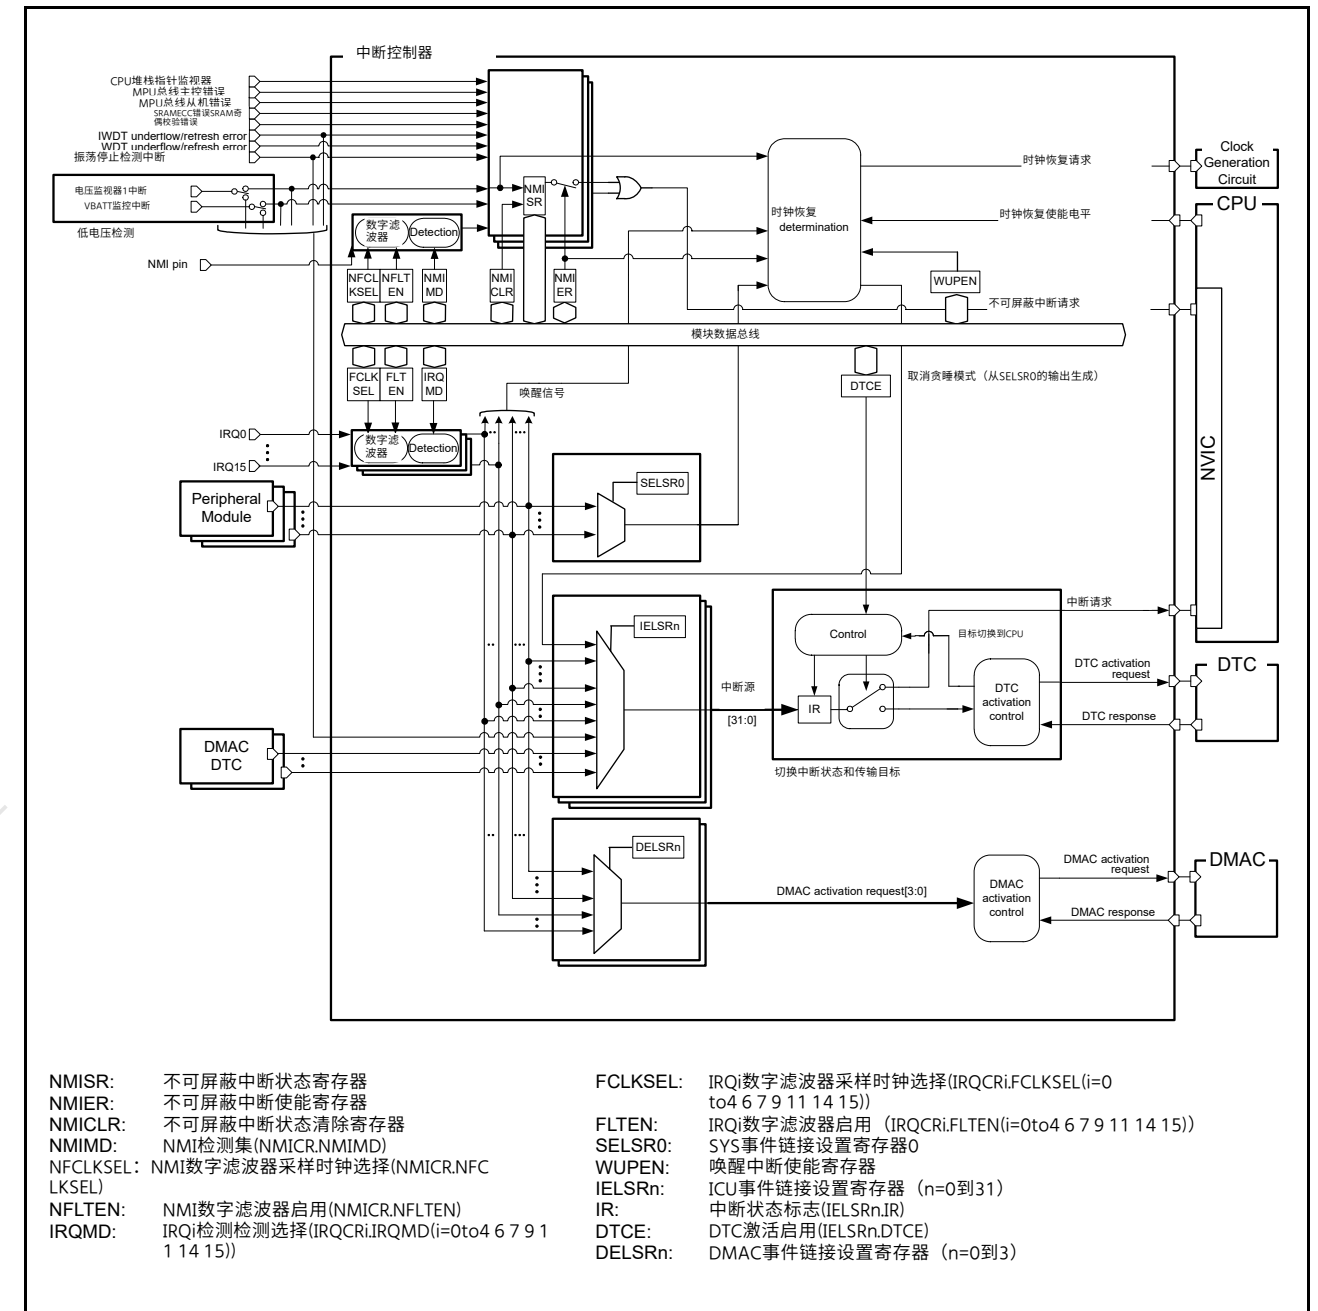 中断控制器
CPU堆栈指针监视器
MPU总线主控错误
MPU总线从机错误
SRAMECC错误SRAM奇
偶校验错误
IWDT underflow/refresh error
WDT underflow/refresh error
振荡停止检测中断
电压监视器1中断
VBATT监控中断
低电压检测
NMI pin
数字滤
波器
Detection
NFCL
KSEL
NFLT
EN
NMI
MD
NMI
SR
NMI
CLR
NMI
ER
时钟恢复
determination
WUPEN
时钟恢复请求
时钟恢复使能电平
不可屏蔽中断请求
Clock
Generation
Circuit
CPU
NVIC
模块数据总线
FCLK
SEL
FLT
EN
IRQ
MD
唤醒信号
DTCE
取消贪睡模式（从SELSR0的输出生成）
IRQ0
IRQ15
数字滤
波器
Detection
Peripheral
Module
SELSR0
IELSRn
Control
目标切换到CPU
中断请求
中断源
[31:0]
IR
DTC
activation
control
DTC activation
request
DTC response
DTC
切换中断状态和传输目标
DMAC
DTC
DELSRn
DMAC activation request[3:0]
DMAC
activation
control
DMAC activation
request
DMAC response
DMAC
NMISR: 不可屏蔽中断状态寄存器
NMIER: 不可屏蔽中断使能寄存器
NMICLR: 不可屏蔽中断状态清除寄存器
NMIMD: NMI检测集(NMICR.NMIMD)
NFCLKSEL：NMI数字滤波器采样时钟选择(NMICR.NFC
LKSEL)
NFLTEN: NMI数字滤波器启用(NMICR.NFLTEN)
IRQMD: IRQi检测检测选择(IRQCRi.IRQMD(i=0to4 6 7 9 1
1 14 15))
FCLKSEL: IRQi数字滤波器采样时钟选择(IRQCRi.FCLKSEL(i=0
to4 6 7 9 11 14 15))
FLTEN: IRQi数字滤波器启用（IRQCRi.FLTEN(i=0to4 6 7 9 11 14 15)）
SELSR0: SYS事件链接设置寄存器0
WUPEN: 唤醒中断使能寄存器
IELSRn: ICU事件链接设置寄存器（n=0到31）
IR: 中断状态标志(IELSRn.IR)
DTCE: DTC激活启用(IELSRn.DTCE)
DELSRn: DMAC事件链接设置寄存器（n=0到3）